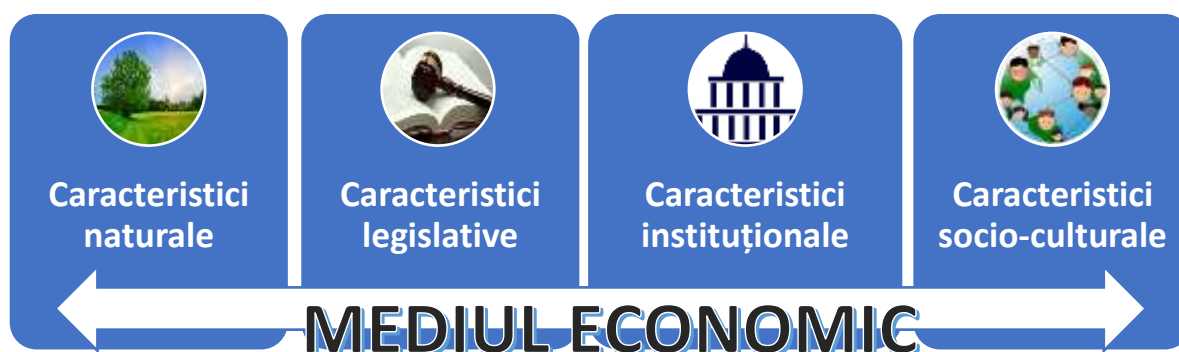 Caracteristici
naturale
Caracteristici
legislative
Caracteristici
instituționale
Caracteristici
socio-culturale
MEDIUL ECONOMIC